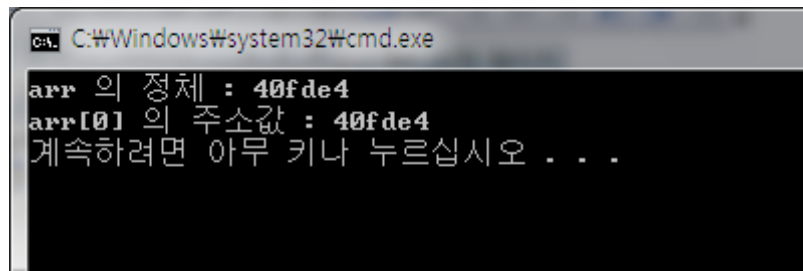 C:₩Windows₩system32₩cmd.exe
arr 의 정체 : 40fde4
arr[0] 의 주소값 : 40fde4
계속하려면 아무 키나 누르십시오 . . .